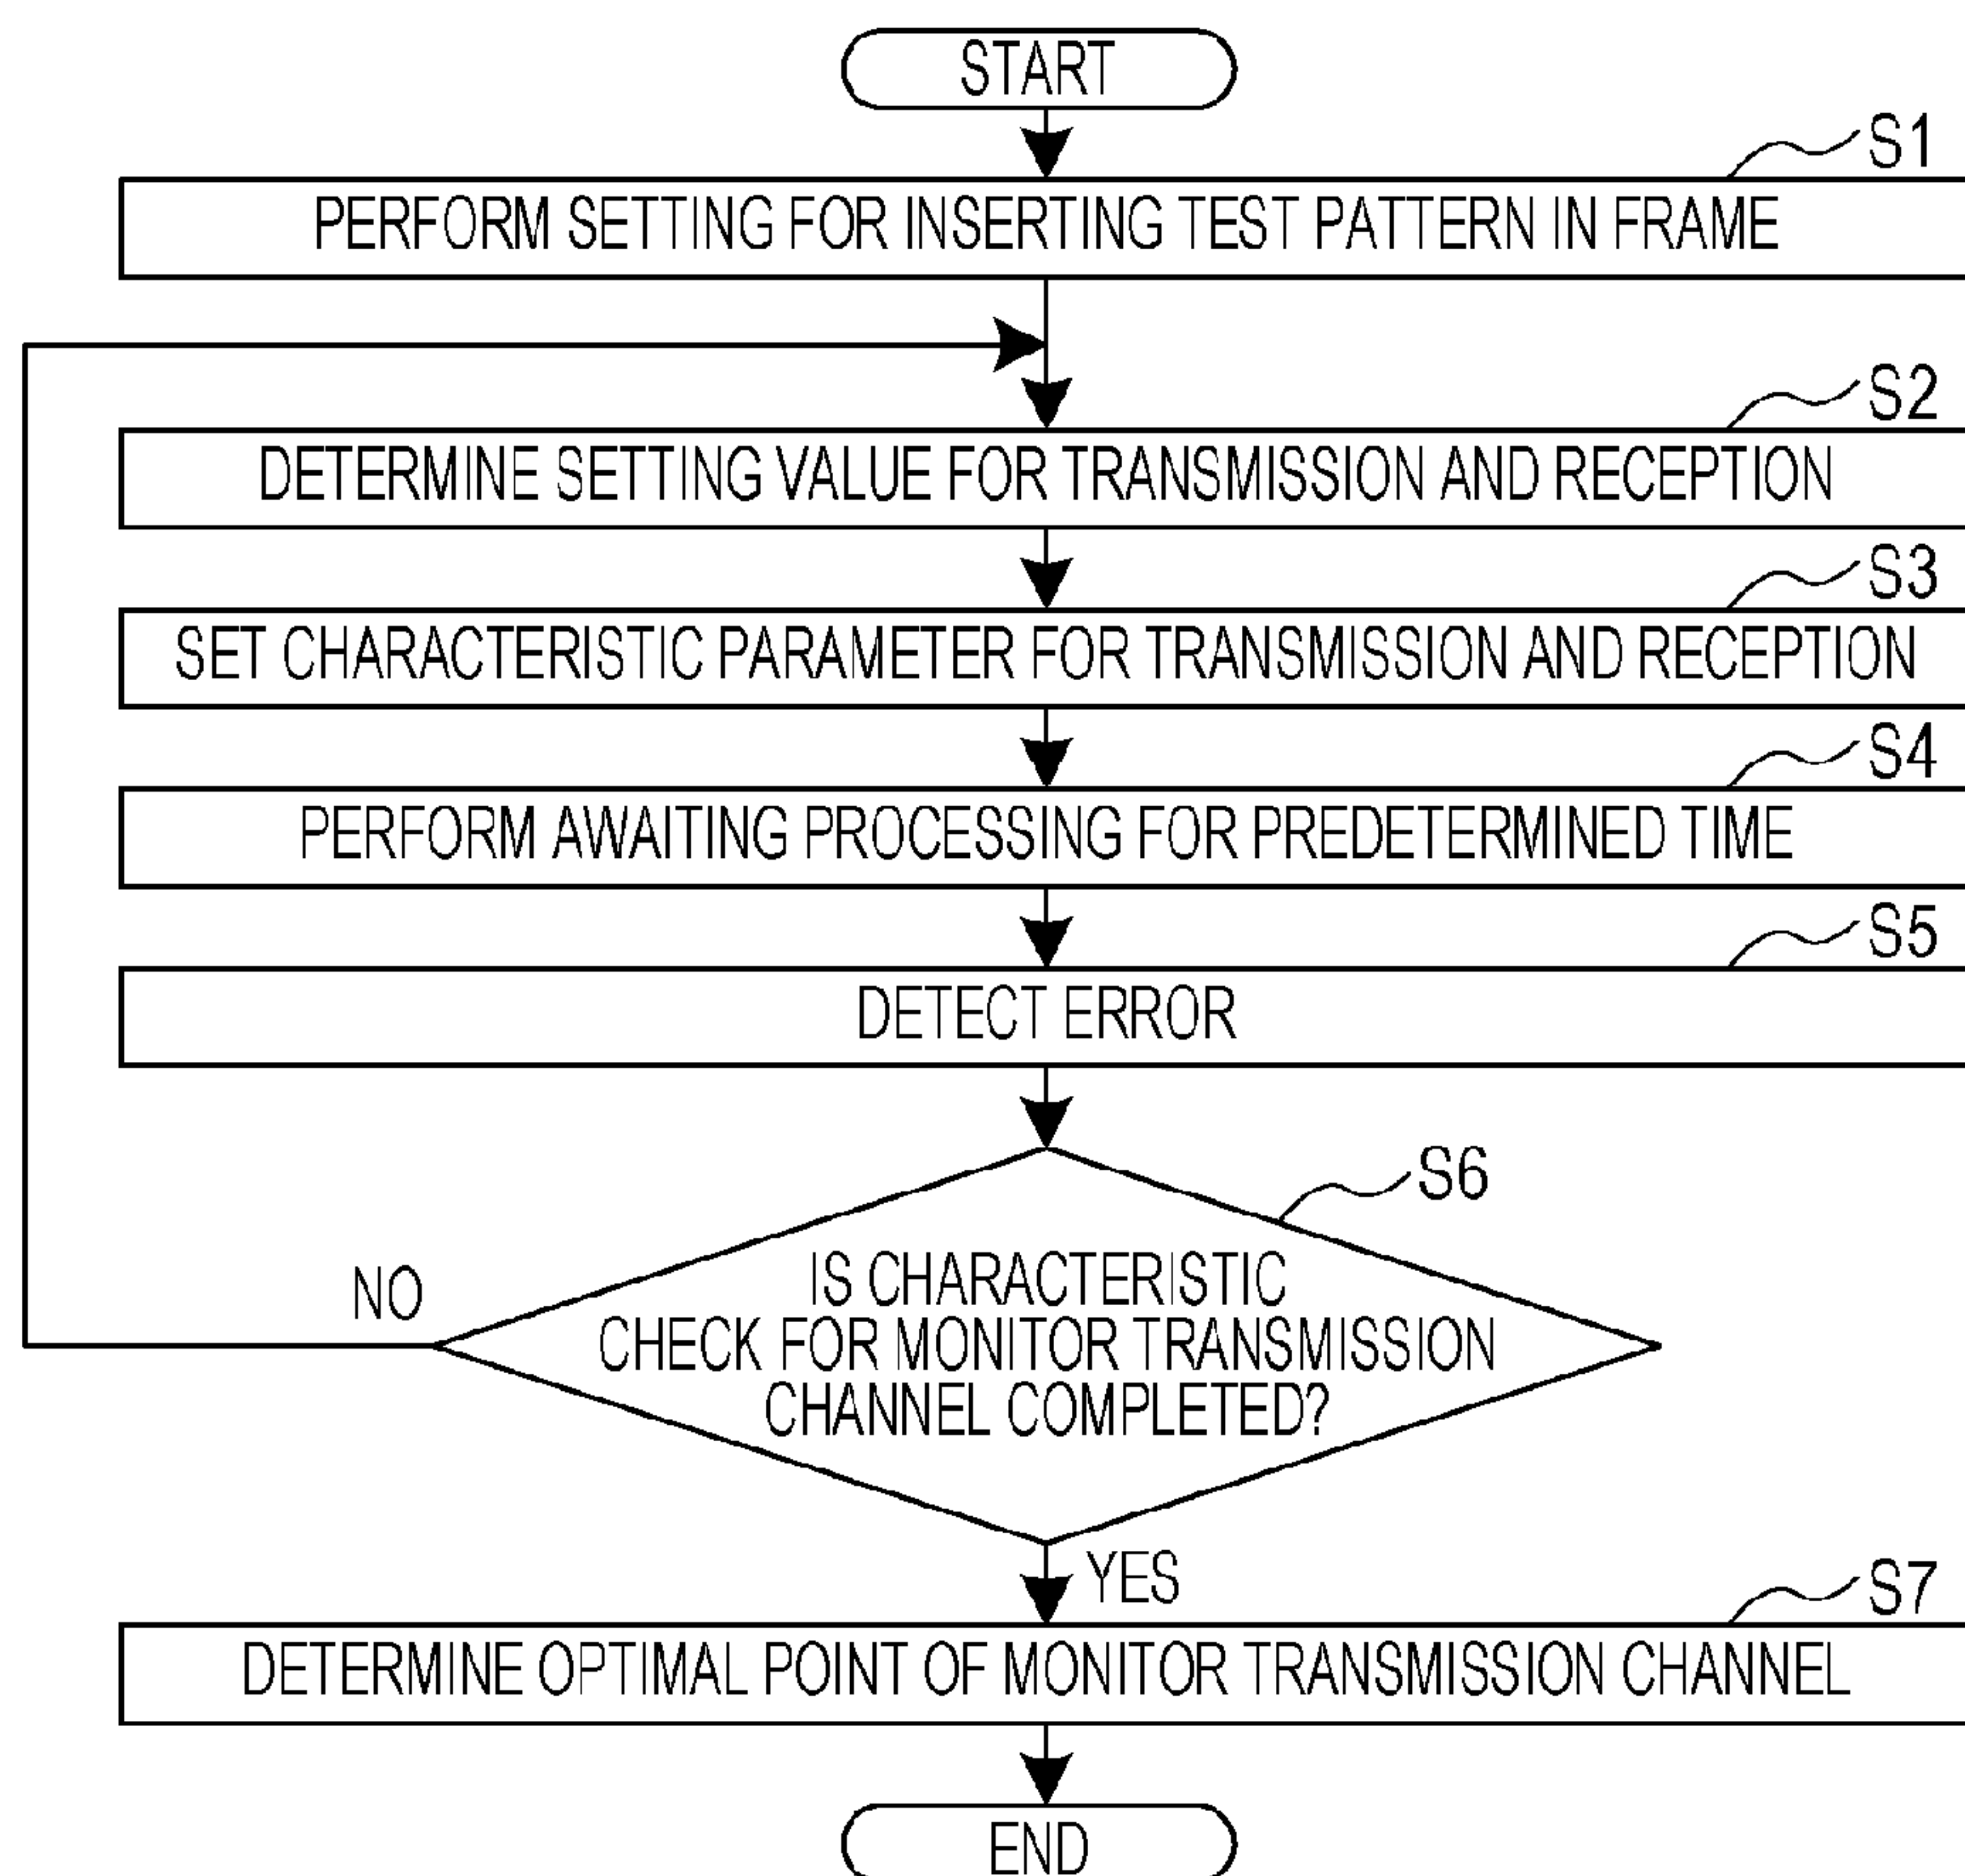 START
S1
PERFORM SETTING FOR INSERTING TEST PATTERN IN FRAME
S2
DETERMINE SETTING VALUE FOR TRANSMISSION AND RECEPTION
S3
SET CHARACTERISTIC PARAMETER FOR TRANSMISSION AND RECEPTION
S4
PERFORM AWAITING PROCESSING FOR PREDETERMINED TIME
S5
DETECT ERROR
S6
IS CHARACTERISTIC
CHECK FOR MONITOR TRANSMISSION
CHANNEL COMPLETED?
NO
YES
S7
DETERMINE OPTIMAL POINT OF MONITOR TRANSMISSION CHANNEL
END